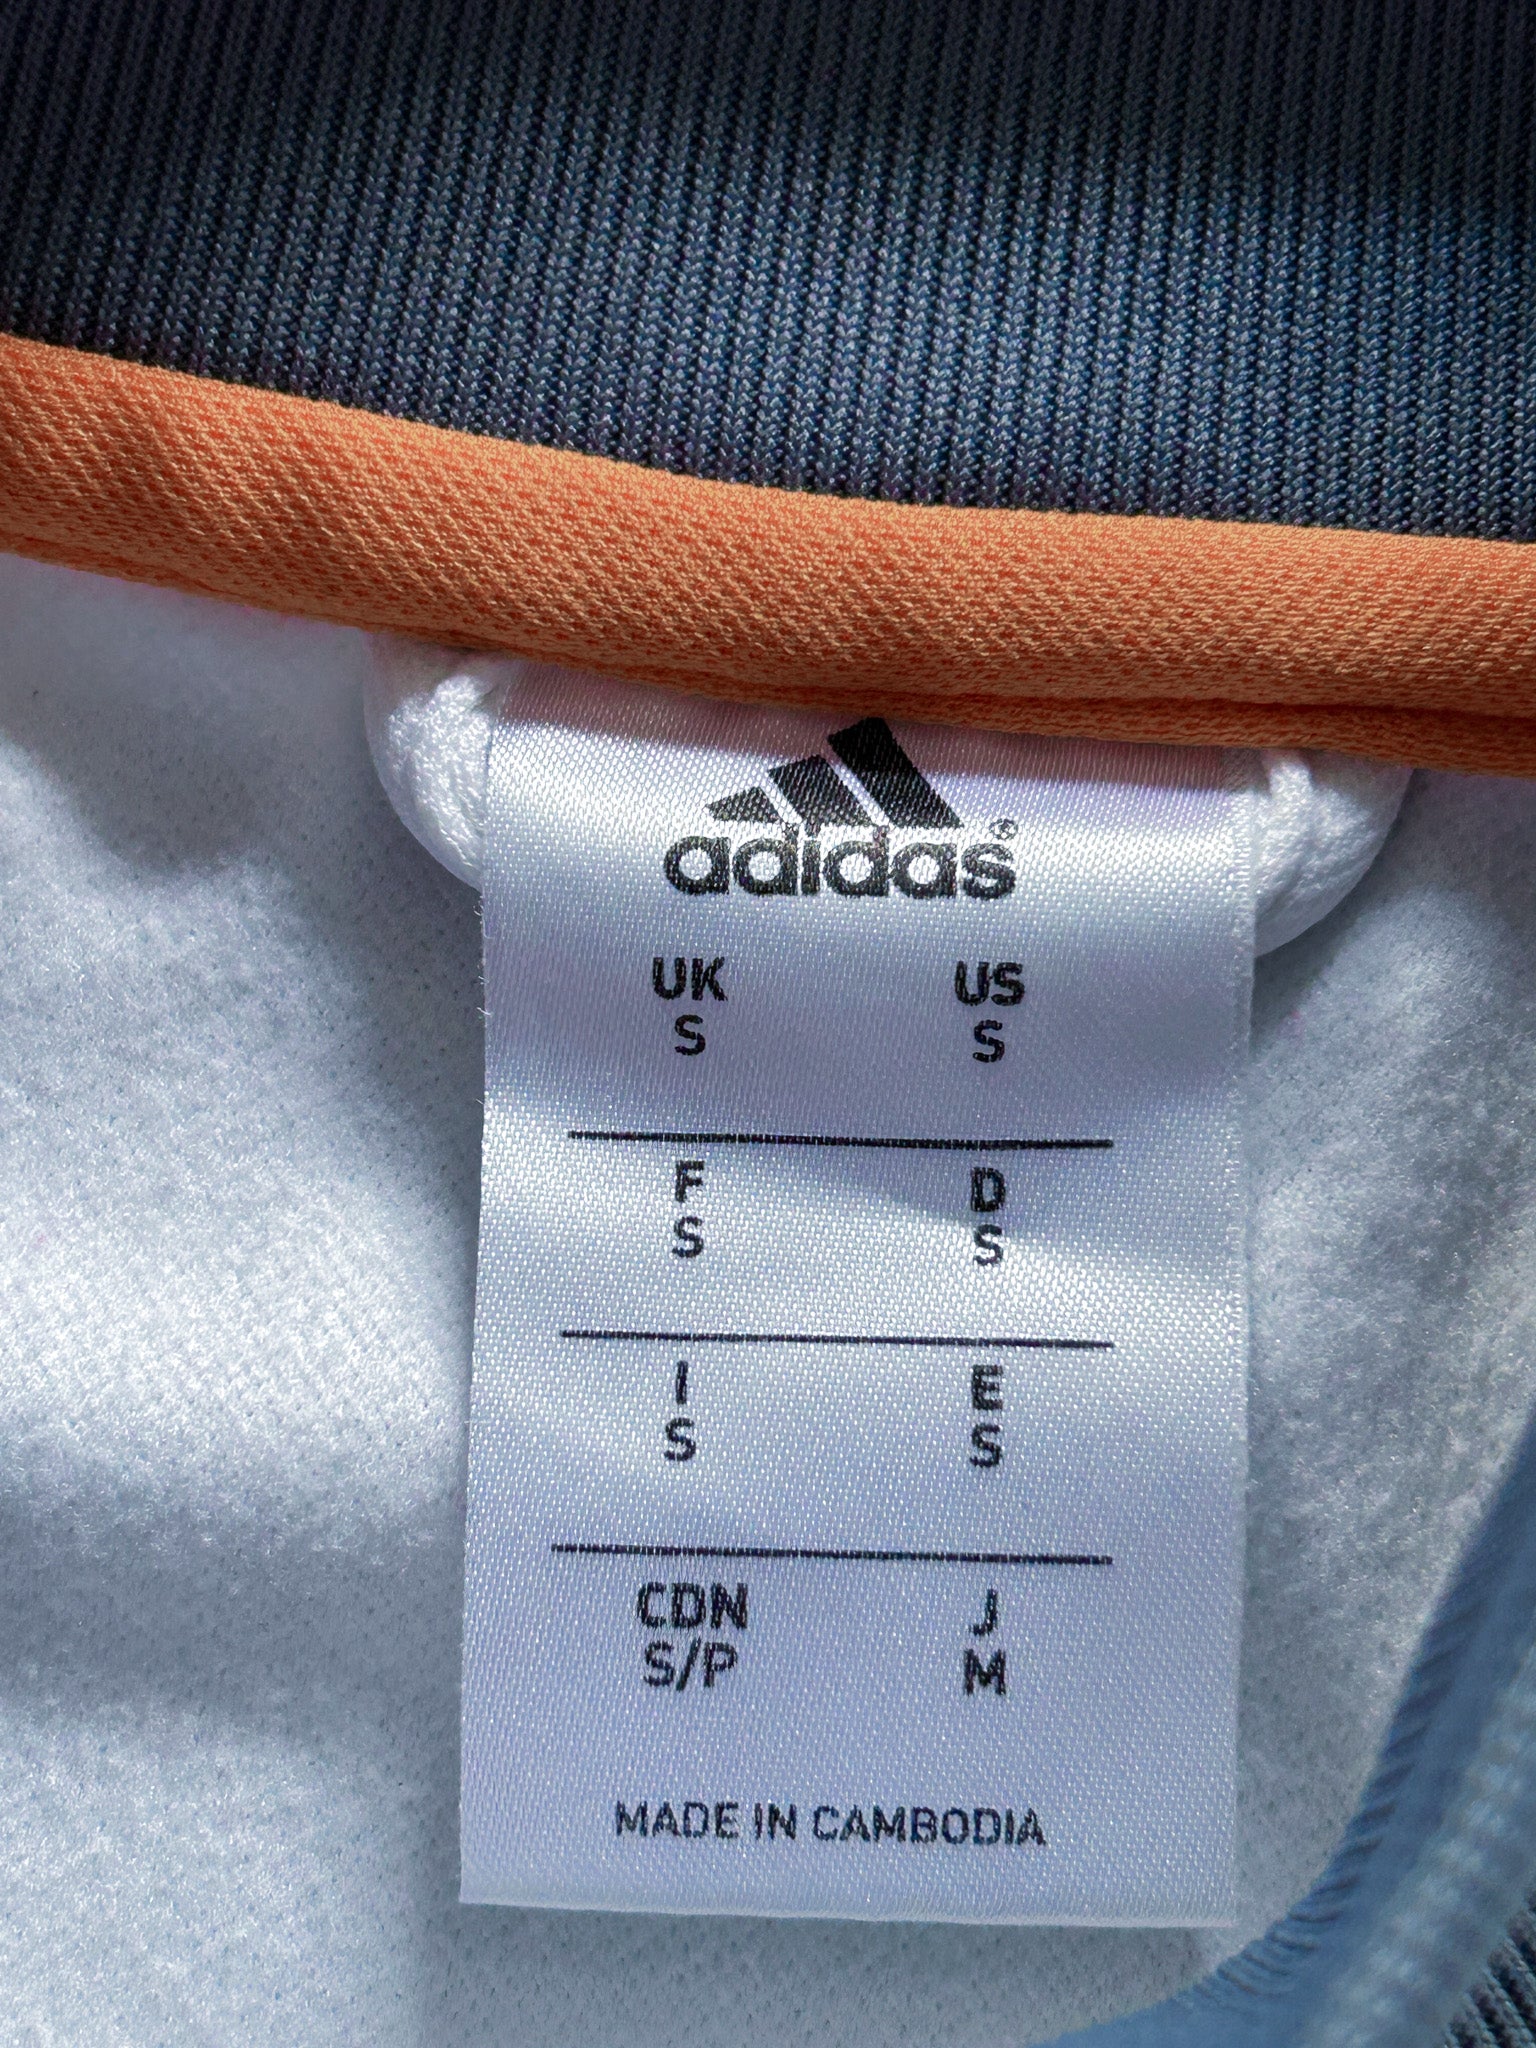 adidas®
UK US
S S
F D
S S
I E
S S
CDN J
S/P M
MADE IN CAMBODIA